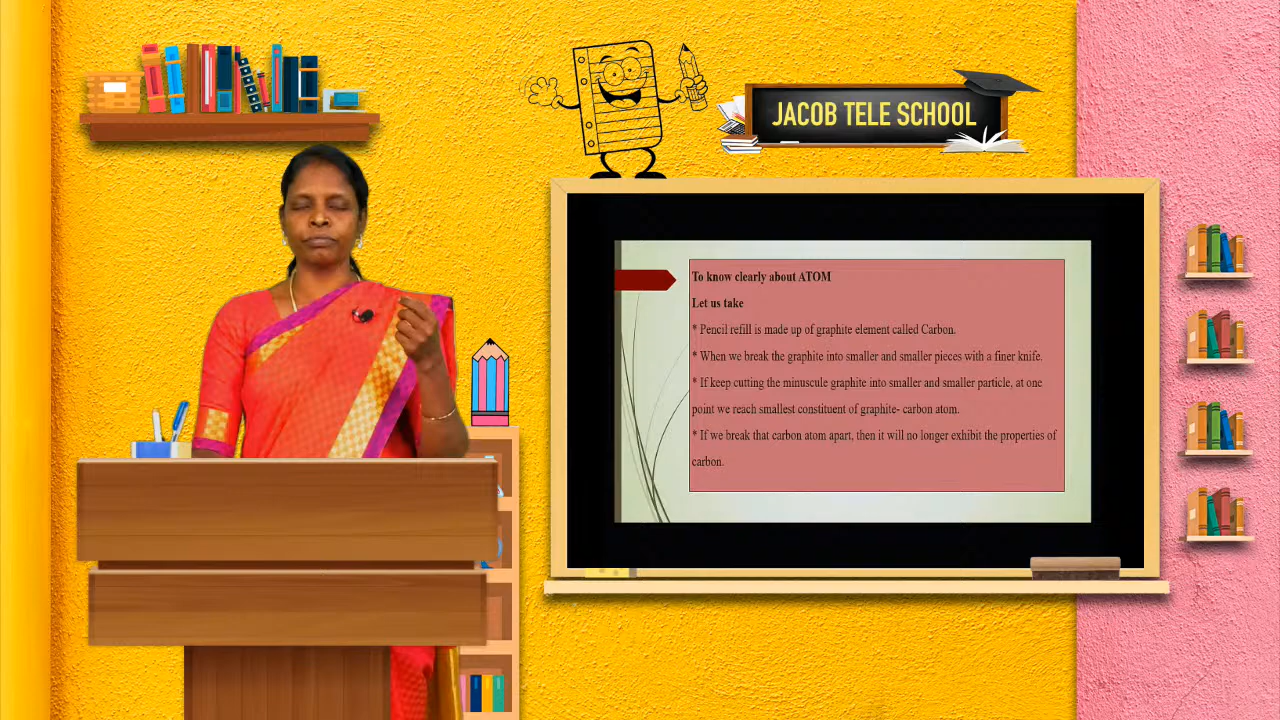 JACOB TELE SCHOOL
To know clearly about ATOM
Let us take
* Pencil refill is made up of graphite element called Carbon.
* When we break the graphite into smaller and smaller pieces with a finer knife.
* If keep cutting the minuscule graphite into smaller and smaller particle, at one
point we reach smallest constituent of graphite- carbon atom.
* If we break that carbon atom apart, then it will no longer exhibit the properties of
carbon.